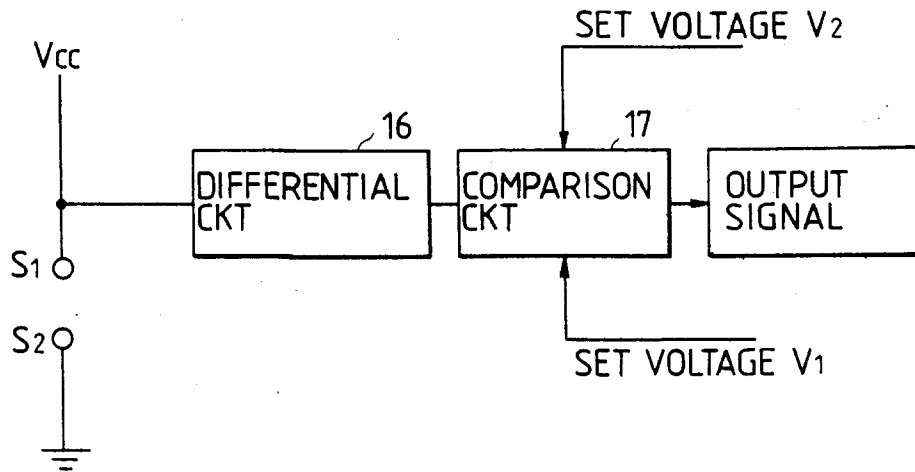 SET VOLTAGE V2
VCC
16
17
DIFFERENTIAL
CKT
COMPARISON
CKT
OUTPUT
SIGNAL
S1
S2
SET VOLTAGE V1